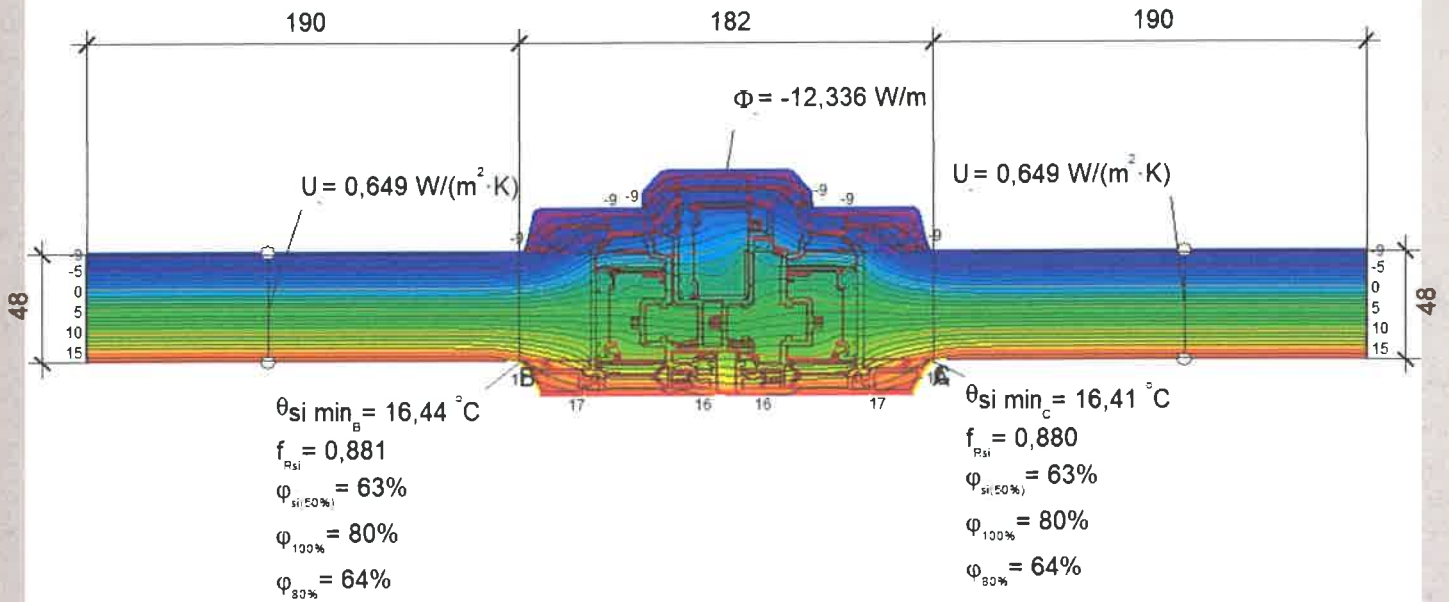 190
182
190
Φ = -12,336 W/m
U = 0,649 W/(m²·K)
U = 0,649 W/(m²·K)
-9 -9
-9
-9
-9
-9
-9
-5
0
5
10
15
48
-9
-5
0
5
10
15
48
B
A
17
16
16
17
θsi min_B = 16,44 °C
f_Rsi = 0,881
φ_si(50%) = 63%
φ_100% = 80%
φ_80% = 64%
θsi min_C = 16,41 °C
f_Rsi = 0,880
φ_si(50%) = 63%
φ_100% = 80%
φ_80% = 64%